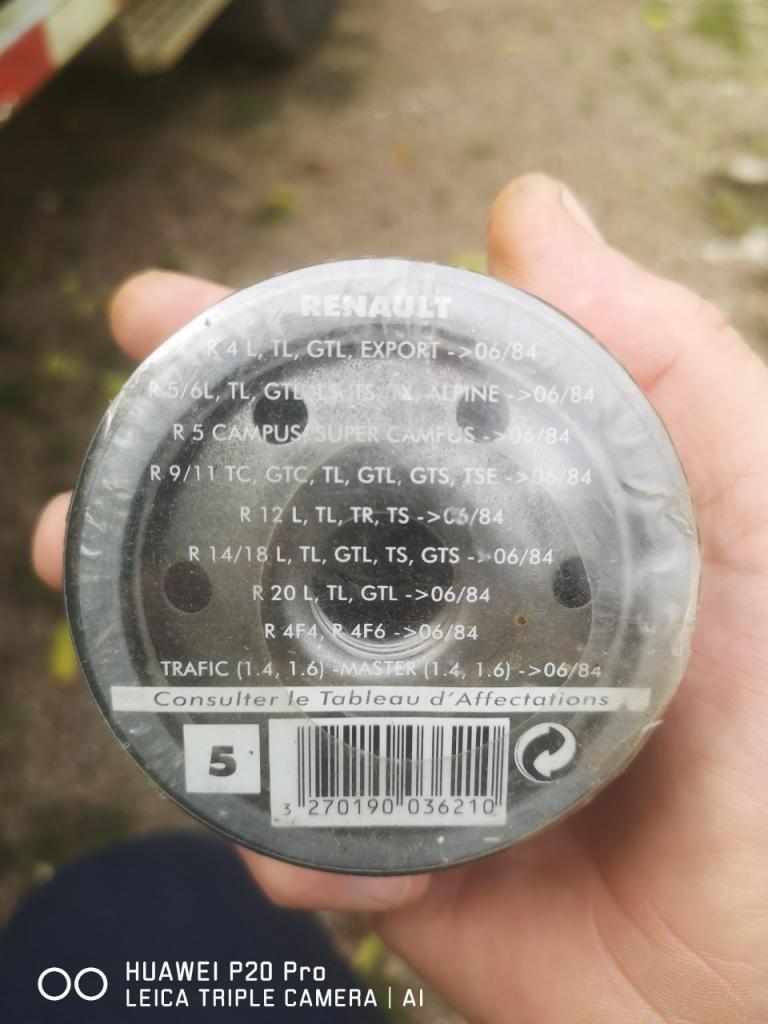 RENAULT
R 4 L, TL, GTL, EXPORT ->06/84
R 5/6L, TL, GTL, LS, TS, TX, ALPINE ->06/84
R 5 CAMPUS, SUPER CAMPUS ->06/84
R 9/11 TC, GTC, TL, GTL, GTS, TSE ->06/84
R 12 L, TL, TR, TS ->06/84
R 14/18 L, TL, GTL, TS, GTS ->06/84
R 20 L, TL, GTL ->06/84
R 4F4, R 4F6 ->06/84
TRAFIC (1.4, 1.6) -MASTER (1.4, 1.6) ->06/84
Consulter le Tableau d'Affectations
5
3 270190 036210
HUAWEI P20 Pro
LEICA TRIPLE CAMERA | AI